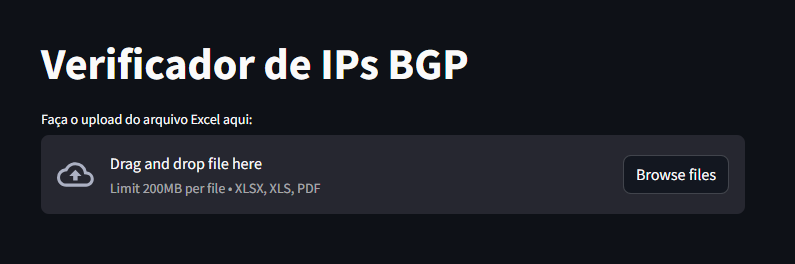 Verificador de IPs BGP
Faça o upload do arquivo Excel aqui:
Drag and drop file here
Limit 200MB per file • XLSX, XLS, PDF
Browse files